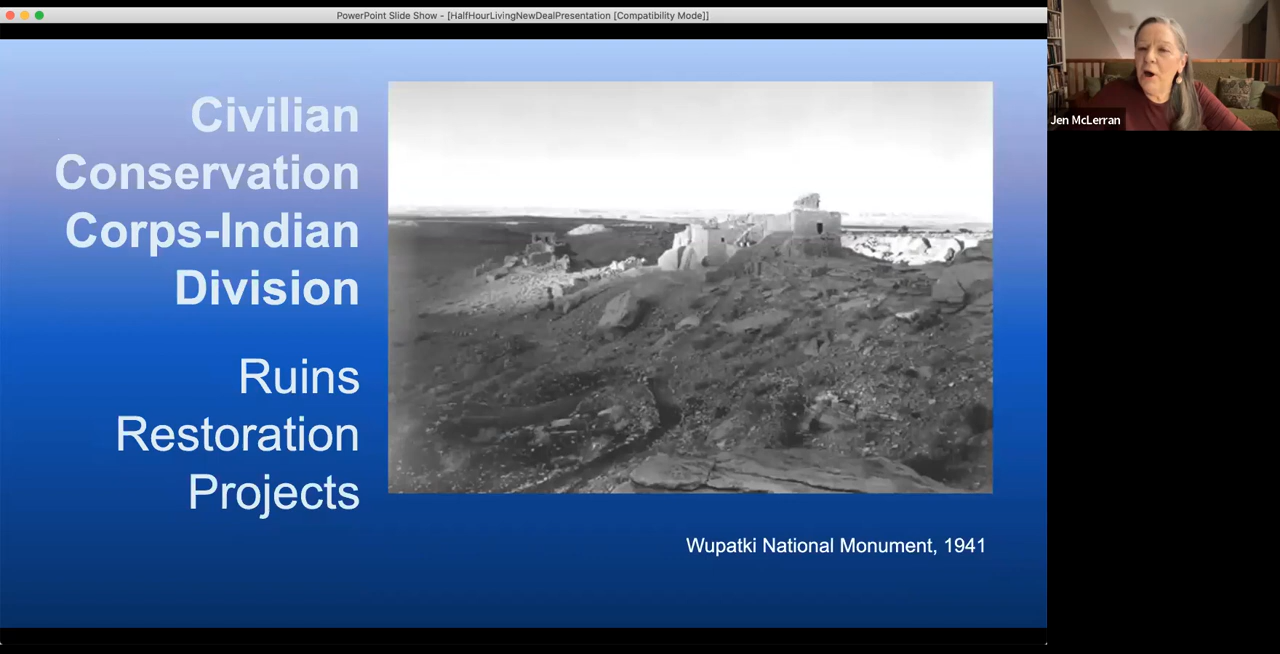 PowerPoint Slide Show - [HalfHourLivingNewDealPresentation [Compatibility Mode]]
Civilian
Conservation
Corps-Indian
Division
Ruins
Restoration
Projects
Wupatki National Monument, 1941
Jen McLerran